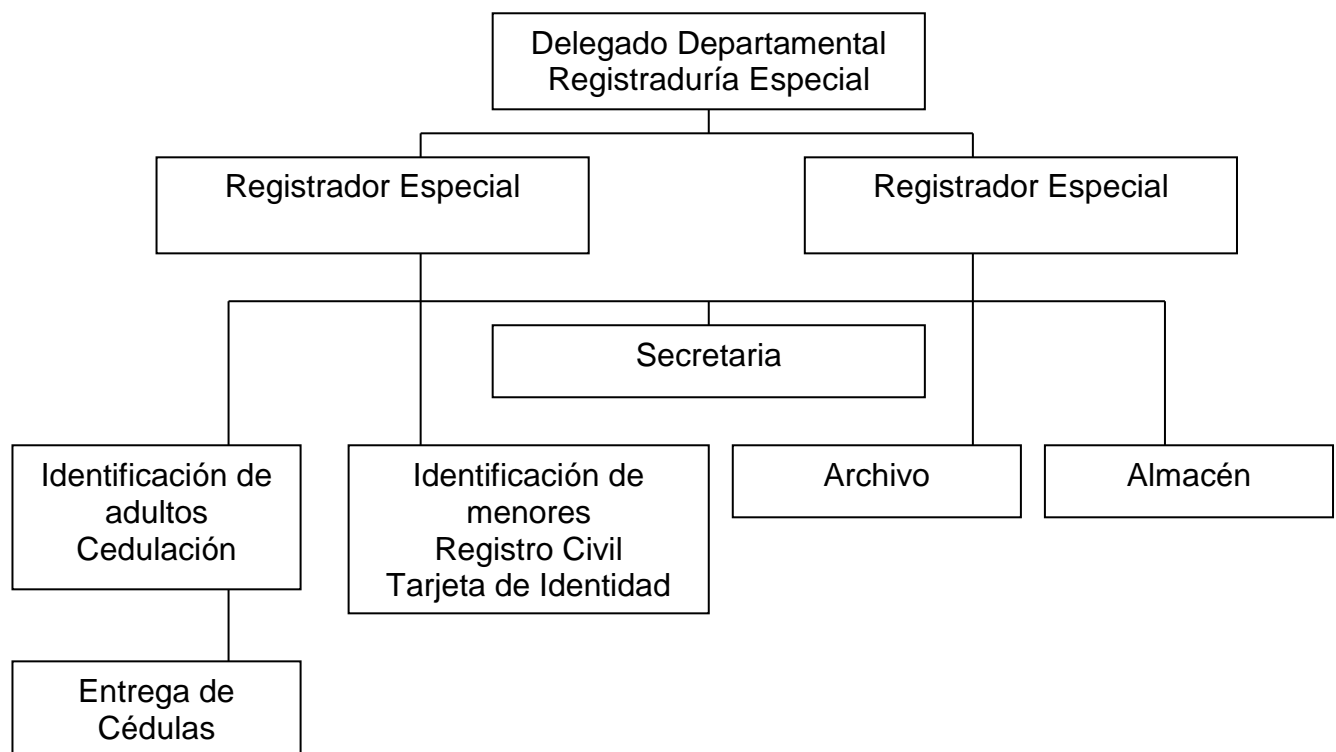 Delegado Departamental
Registraduría Especial
Registrador Especial
Registrador Especial
Secretaria
Identificación de
adultos
Cedulación
Identificación de
menores
Registro Civil
Tarjeta de Identidad
Archivo
Almacén
Entrega de
Cédulas